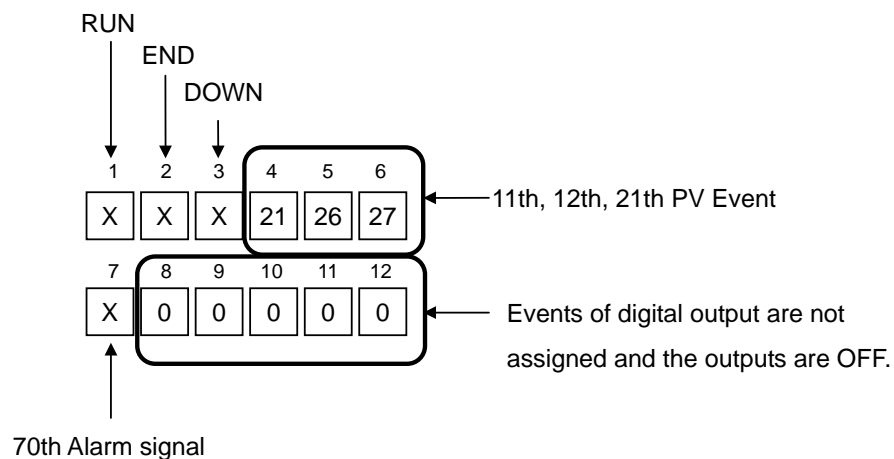 RUN
END
DOWN
1 2 3 4 5 6
X X X 21 26 27
11th, 12th, 21th PV Event
7 8 9 10 11 12
X 0 0 0 0 0
Events of digital output are not
assigned and the outputs are OFF.
70th Alarm signal